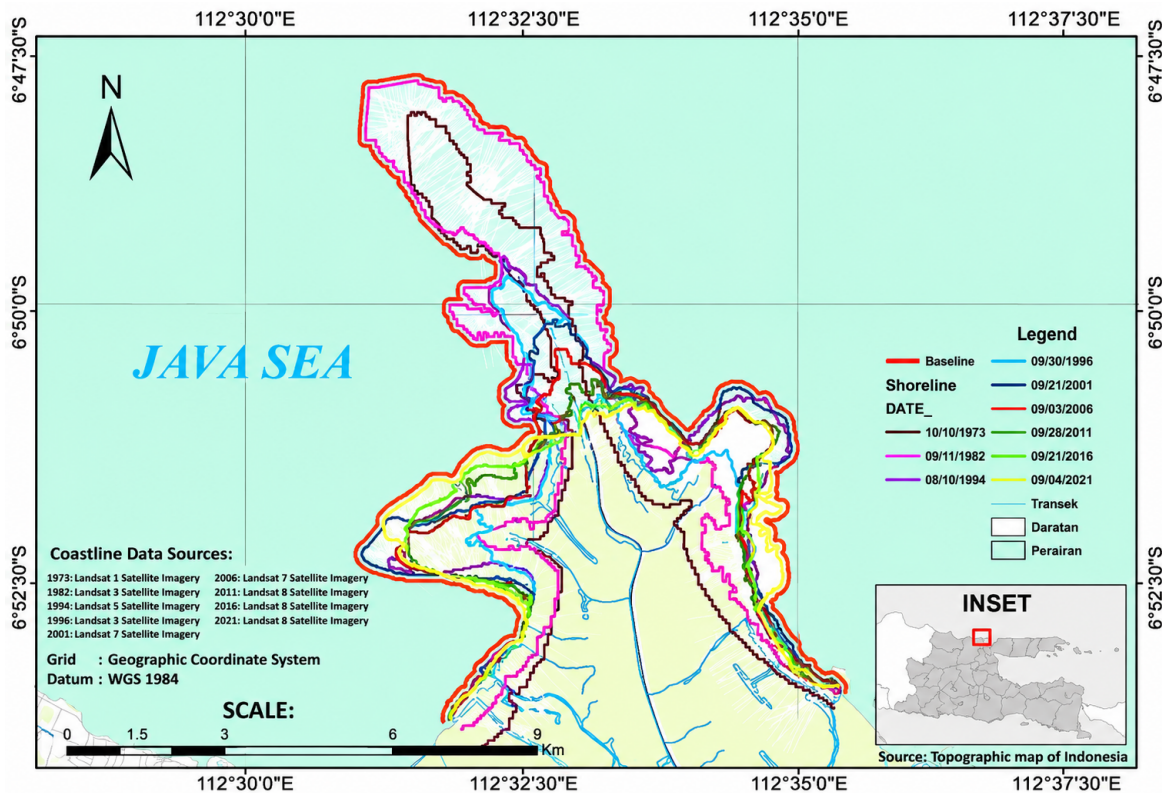 112°30'0"E 112°32'30"E 112°35'0"E 112°37'30"E
6°47'30"S
6°47'30"S
N
6°50'0"S
6°50'0"S
JAVA SEA
Legend
Baseline
Shoreline
DATE_
10/10/1973
09/11/1982
08/10/1994
09/30/1996
09/21/2001
09/03/2006
09/28/2011
09/21/2016
09/04/2021
Transek
Daratan
Perairan
6°52'30"S
6°52'30"S
Coastline Data Sources:
1973: Landsat 1 Satellite Imagery
1982: Landsat 3 Satellite Imagery
1994: Landsat 5 Satellite Imagery
1996: Landsat 3 Satellite Imagery
2001: Landsat 7 Satellite Imagery
2006: Landsat 7 Satellite Imagery
2011: Landsat 8 Satellite Imagery
2016: Landsat 8 Satellite Imagery
2021: Landsat 8 Satellite Imagery
Grid : Geographic Coordinate System
Datum : WGS 1984
SCALE:
0 1.5 3 6 9
Km
INSET
Source: Topographic map of Indonesia
112°30'0"E 112°32'30"E 112°35'0"E 112°37'30"E